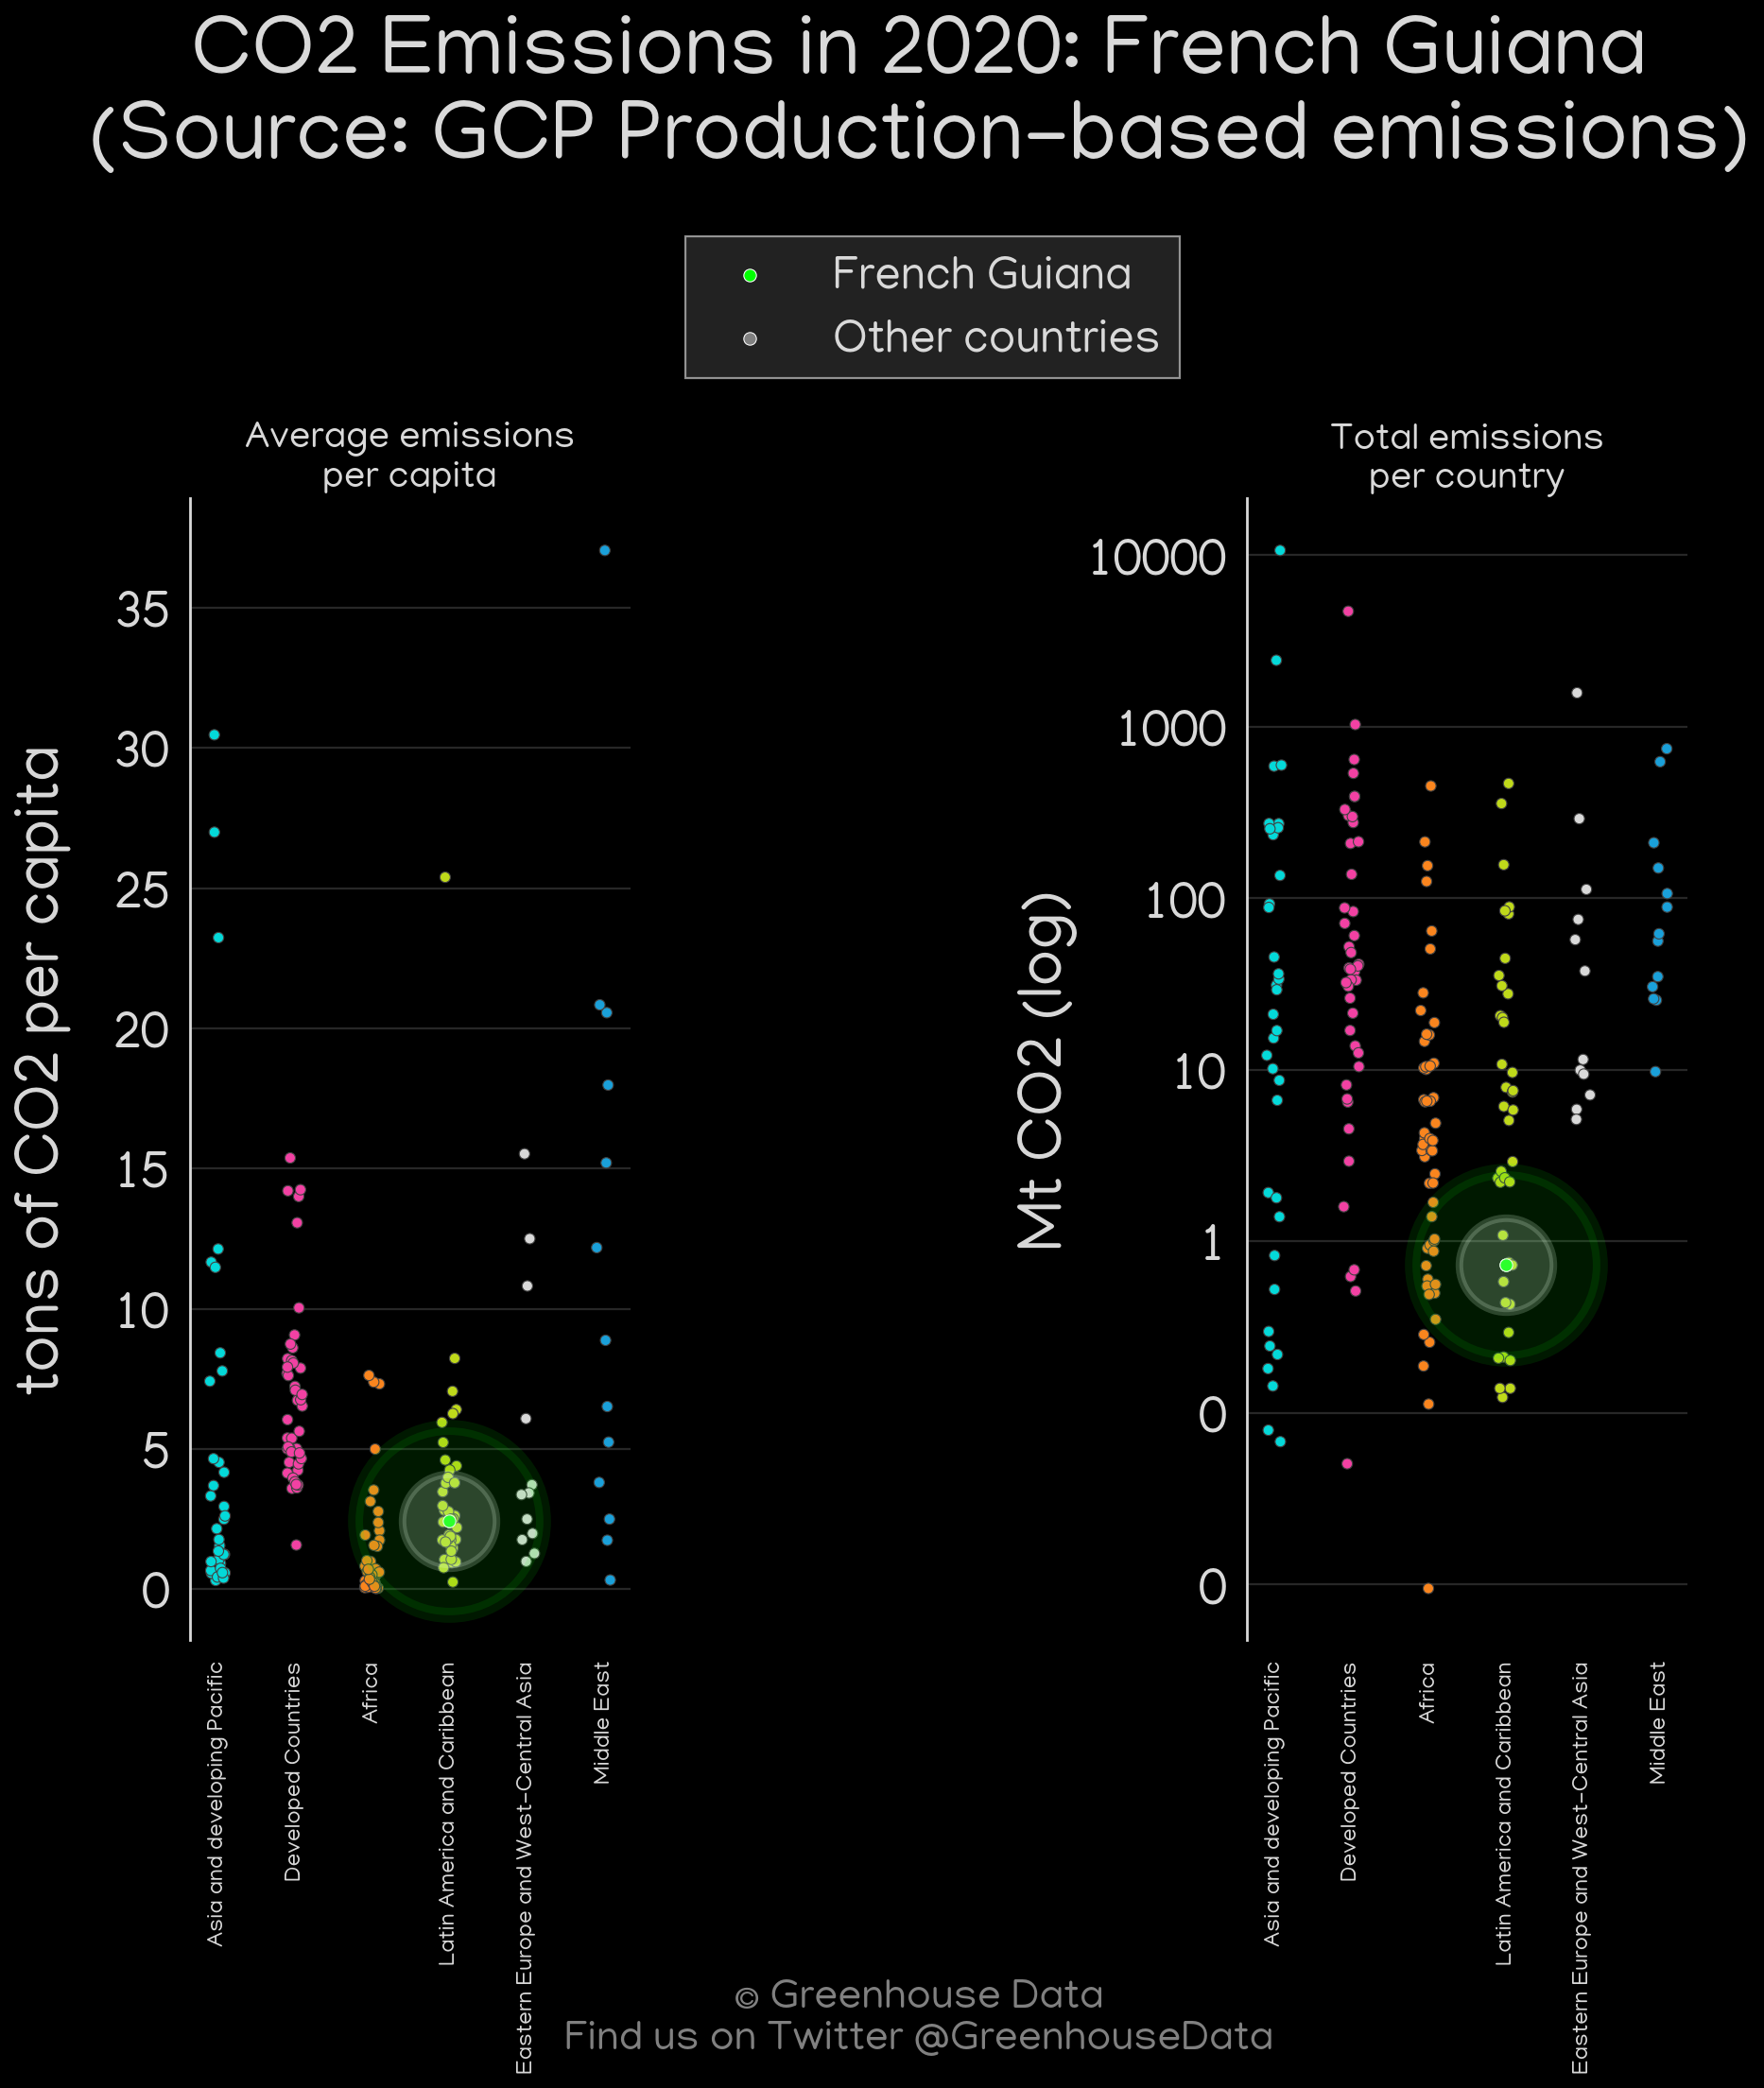 CO2 Emissions in 2020: French Guiana
(Source: GCP Production-based emissions)
French Guiana
Other countries
Average emissions
per capita
tons of CO2 per capita
35
30
25
20
15
10
5
0
Asia and developing Pacific
Developed Countries
Africa
Latin America and Caribbean
Eastern Europe and West-Central Asia
Middle East
Total emissions
per country
Mt CO2 (log)
10000
1000
100
10
1
0
0
Asia and developing Pacific
Developed Countries
Africa
Latin America and Caribbean
Eastern Europe and West-Central Asia
Middle East
© Greenhouse Data
Find us on Twitter @GreenhouseData